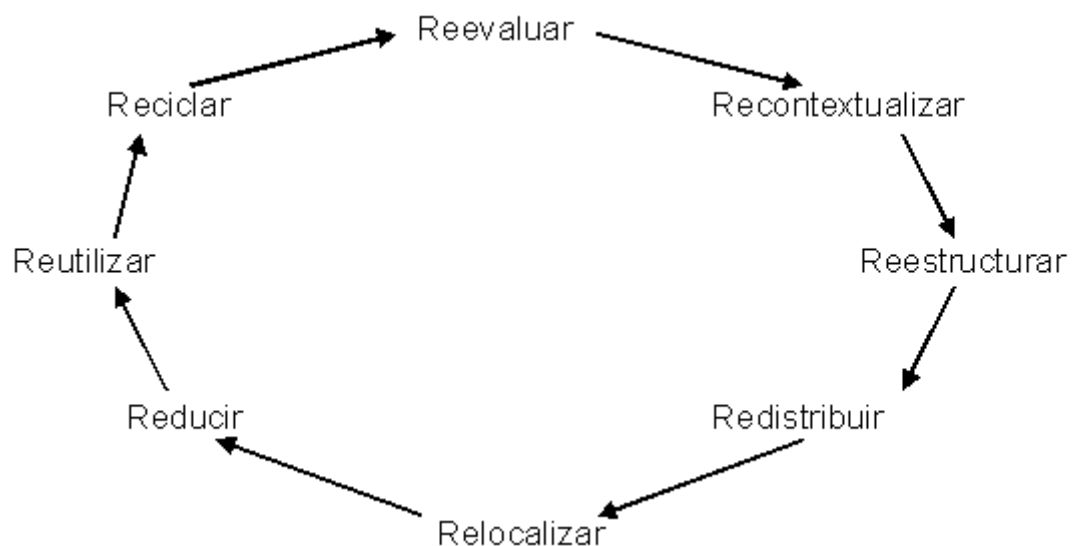 Reevaluar
Reciclar
Recontextualizar
Reutilizar
Reestructurar
Reducir
Redistribuir
Relocalizar